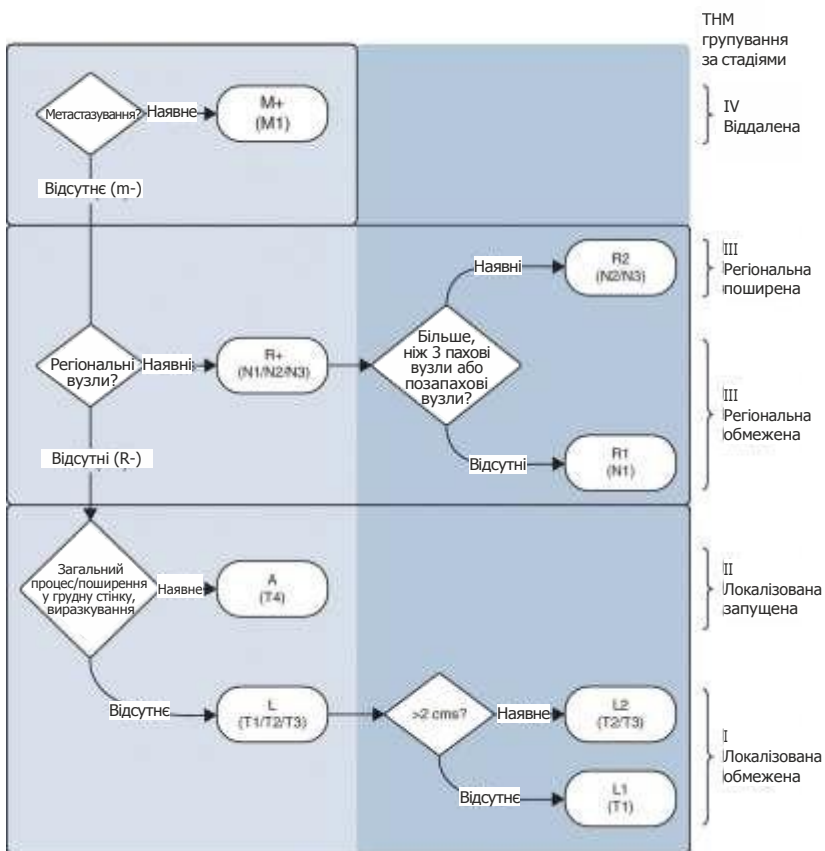 ТНМ
групування
за стадіями
Метастазування?
Наявне
M+
(M1)
IV
Віддалена
Відсутнє (m-)
Наявні
R2
(N2/N3)
III
Регіональна
поширена
Регіональні
вузли?
Наявні
R+
(N1/N2/N3)
Більше,
ніж 3 пахові
вузли або
позапахові
вузли?
III
Регіональна
обмежена
Відсутні (R-)
Відсутні
R1
(N1)
Загальний
процес/поширення
у грудну стінку,
виразкування
Наявне
A
(T4)
II
Локалізована
запущена
Відсутнє
L
(T1/T2/T3)
>2 cms?
Наявне
L2
(T2/T3)
I
Локалізована
обмежена
Відсутнє
L1
(T1)